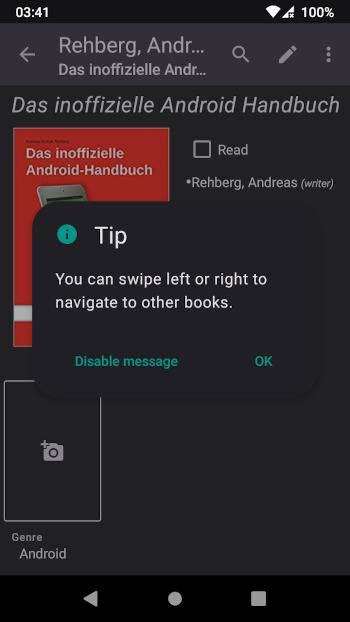 03:41
100%
Rehberg, Andr...
Das inoffizielle Andr...
Das inoffizielle Android Handbuch
Das inoffizielle
Android-Handbuch
Read
•Rehberg, Andreas (writer)
Tip
You can swipe left or right to
navigate to other books.
Disable message
OK
Genre
Android